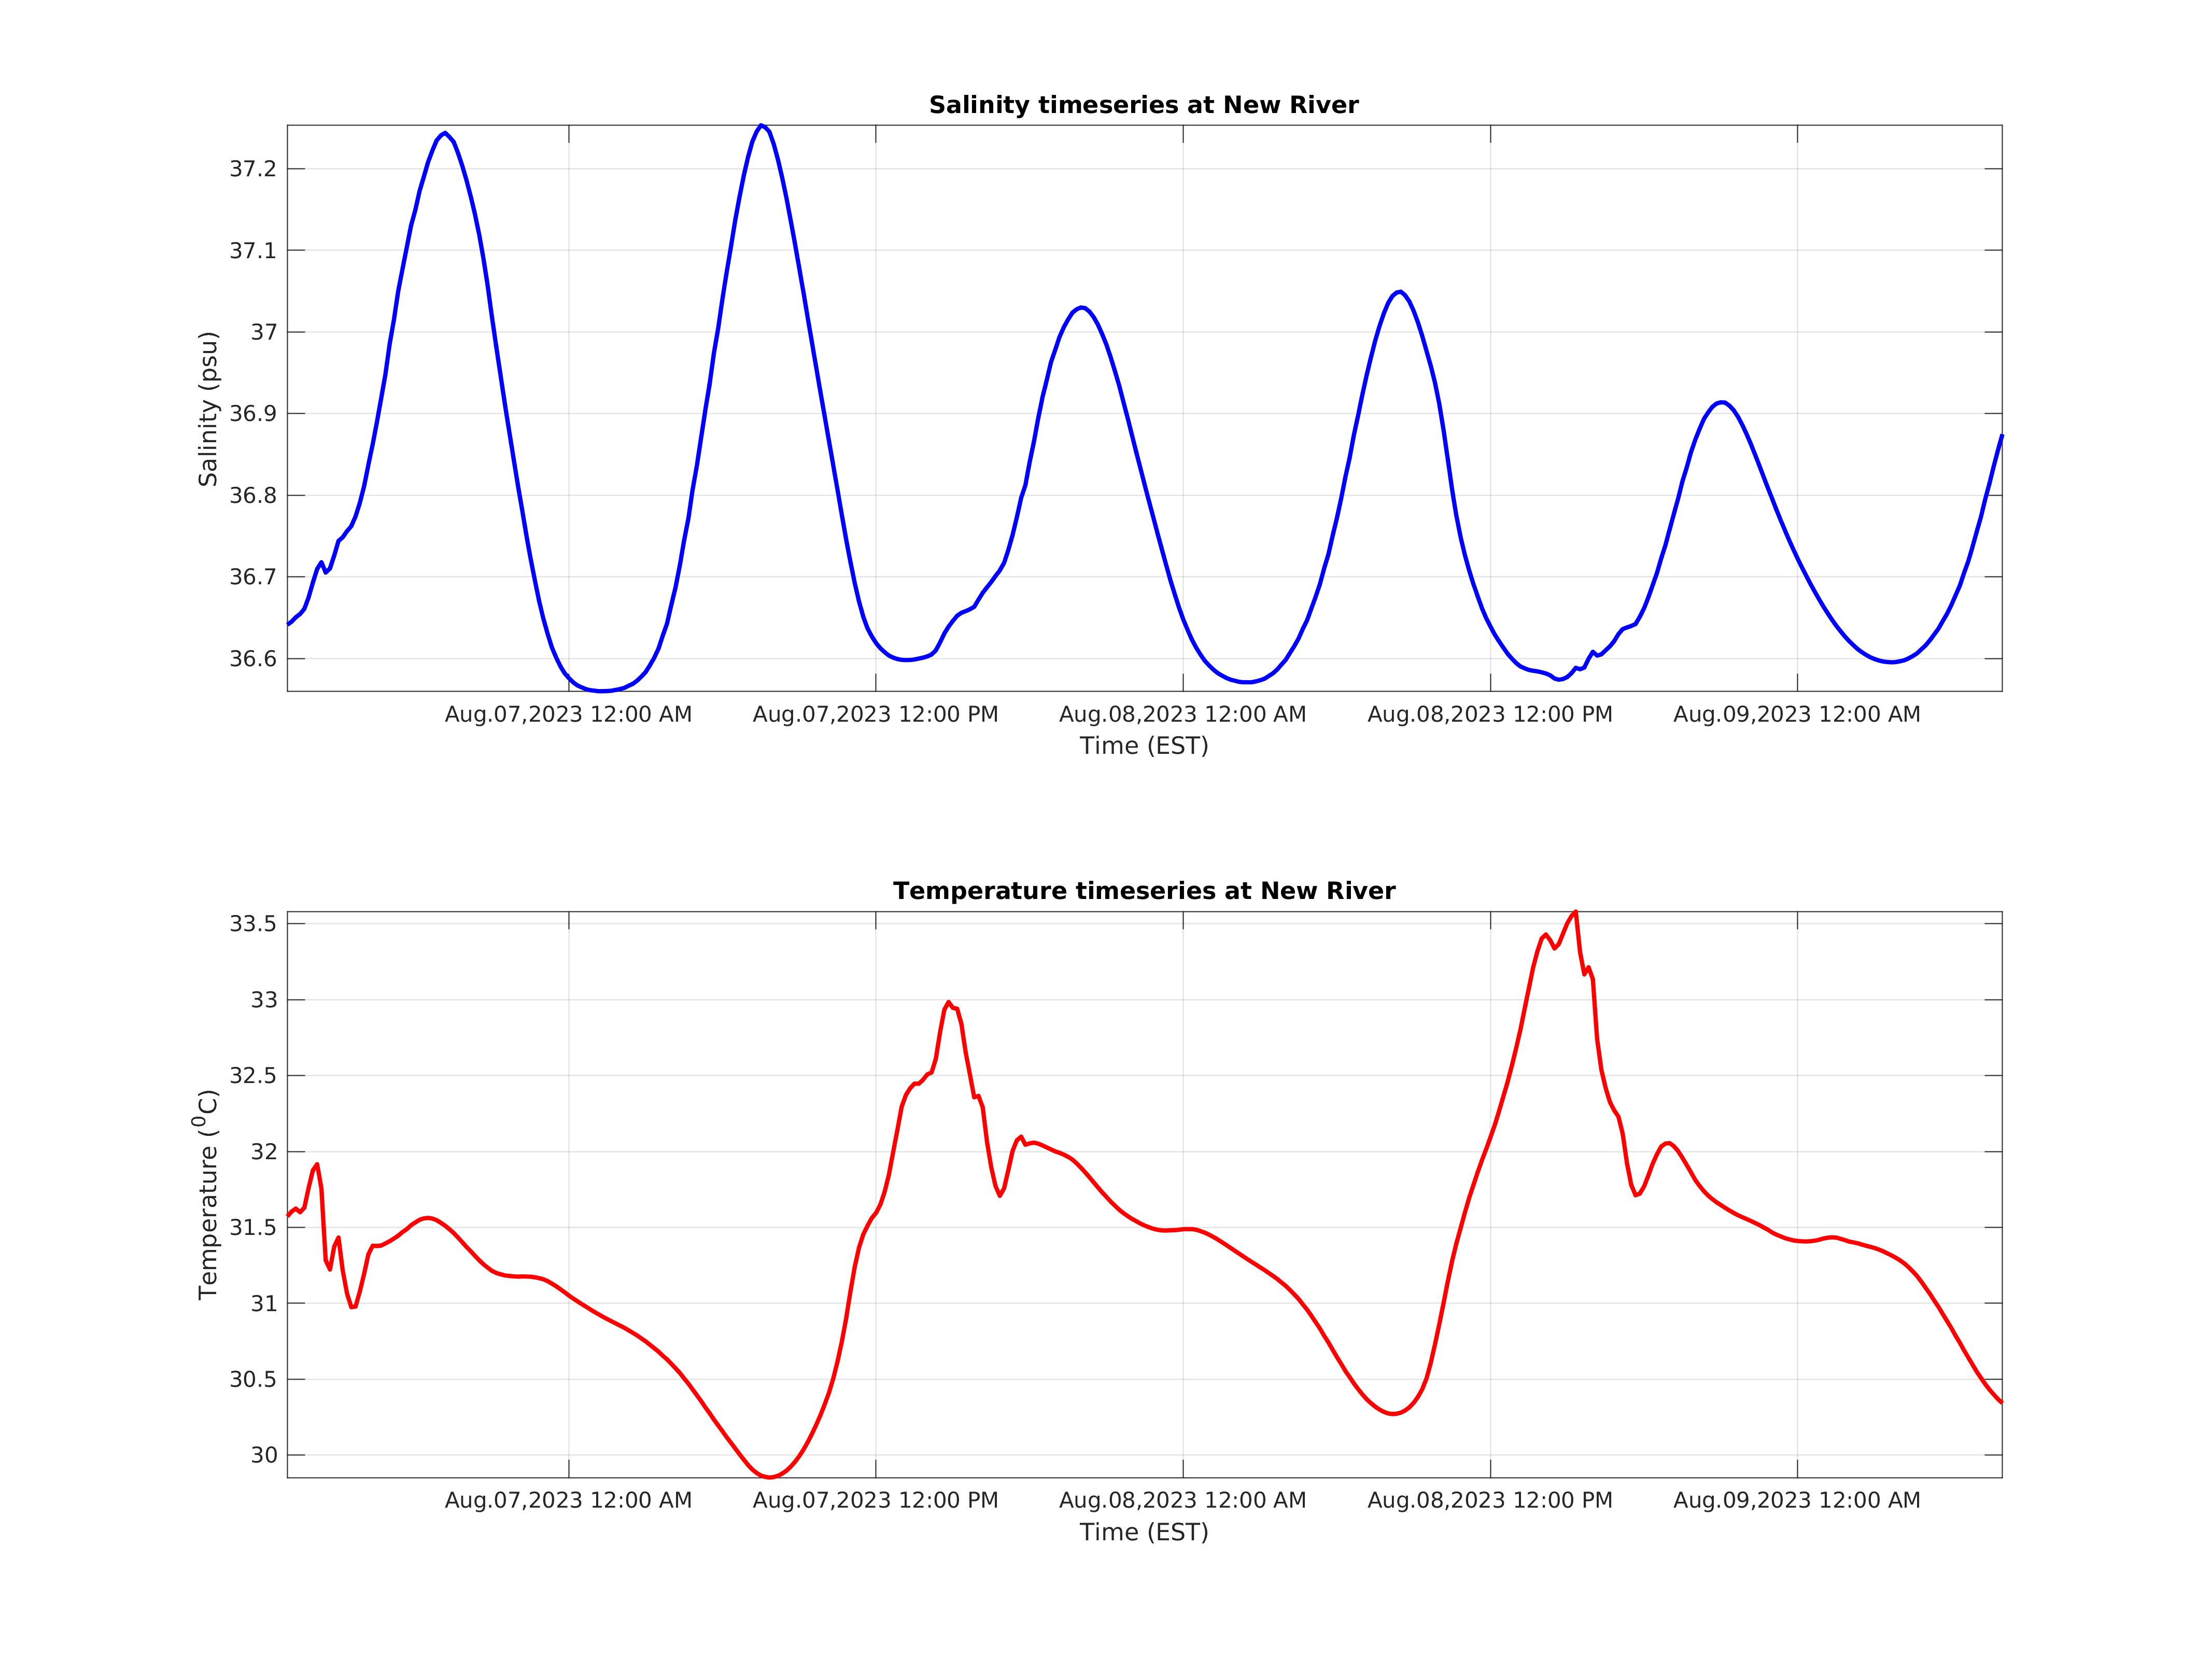 Salinity timeseries at New River
37.2
37.1
37
36.9
36.8
36.7
36.6
Salinity (psu)
Aug.07,2023 12:00 AM Aug.07,2023 12:00 PM Aug.08,2023 12:00 AM Aug.08,2023 12:00 PM Aug.09,2023 12:00 AM
Time (EST)
Temperature timeseries at New River
33.5
33
32.5
32
31.5
31
30.5
30
Temperature (⁰C)
Aug.07,2023 12:00 AM Aug.07,2023 12:00 PM Aug.08,2023 12:00 AM Aug.08,2023 12:00 PM Aug.09,2023 12:00 AM
Time (EST)